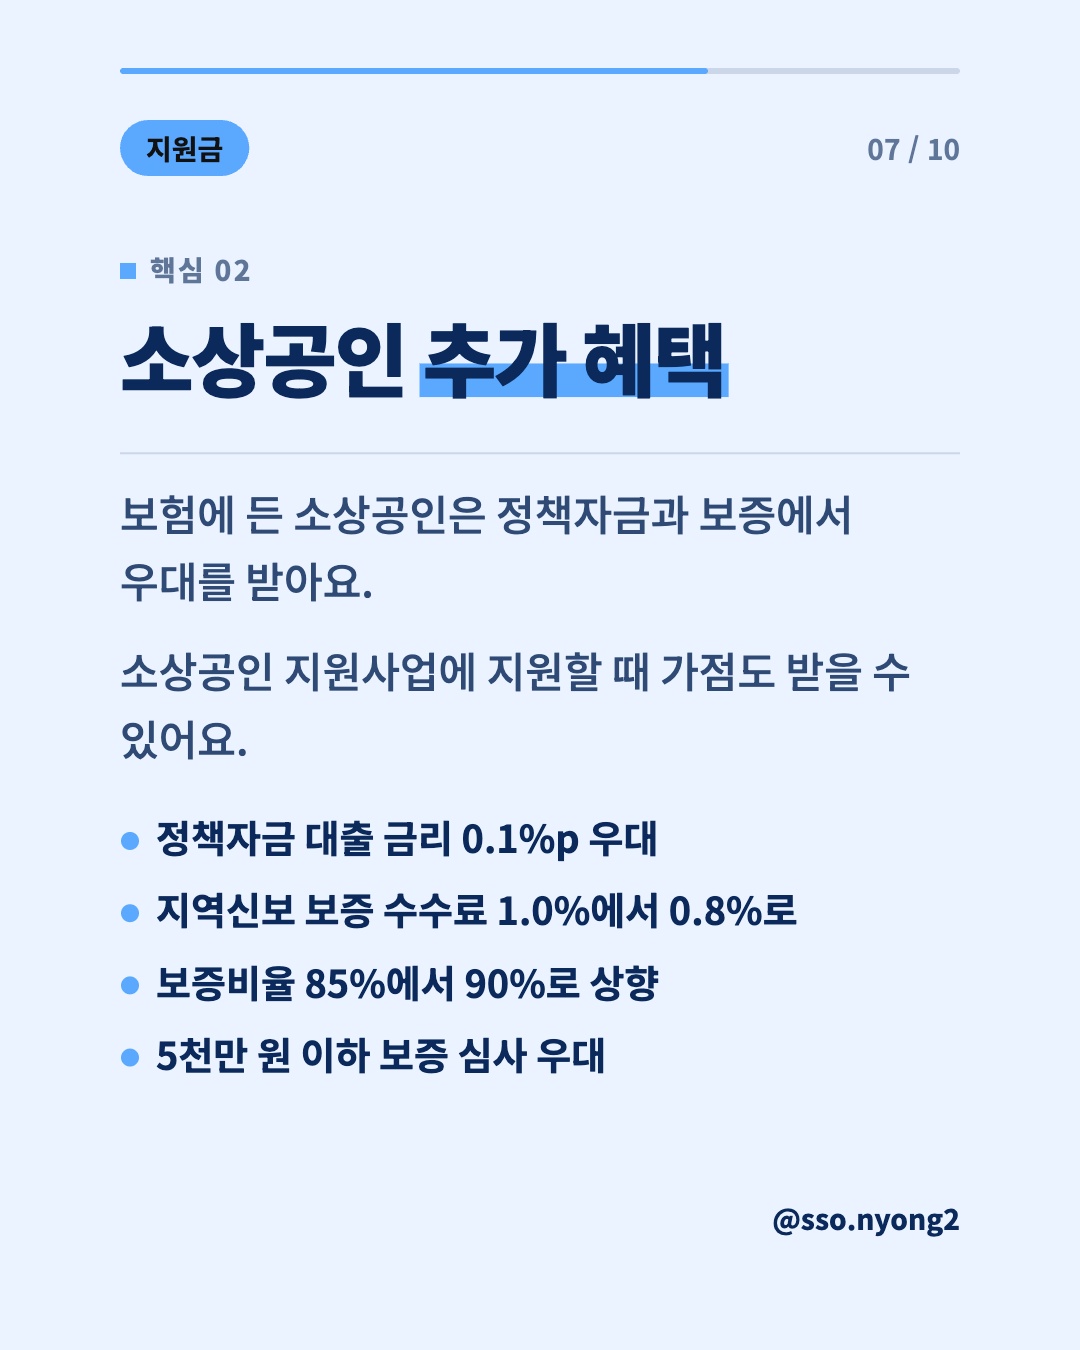 지원금
07 / 10
핵심 02
소상공인 추가 혜택
보험에 든 소상공인은 정책자금과 보증에서
우대를 받아요.
소상공인 지원사업에 지원할 때 가점도 받을 수
있어요.
정책자금 대출 금리 0.1%p 우대
지역신보 보증 수수료 1.0%에서 0.8%로
보증비율 85%에서 90%로 상향
5천만 원 이하 보증 심사 우대
@sso.nyong2